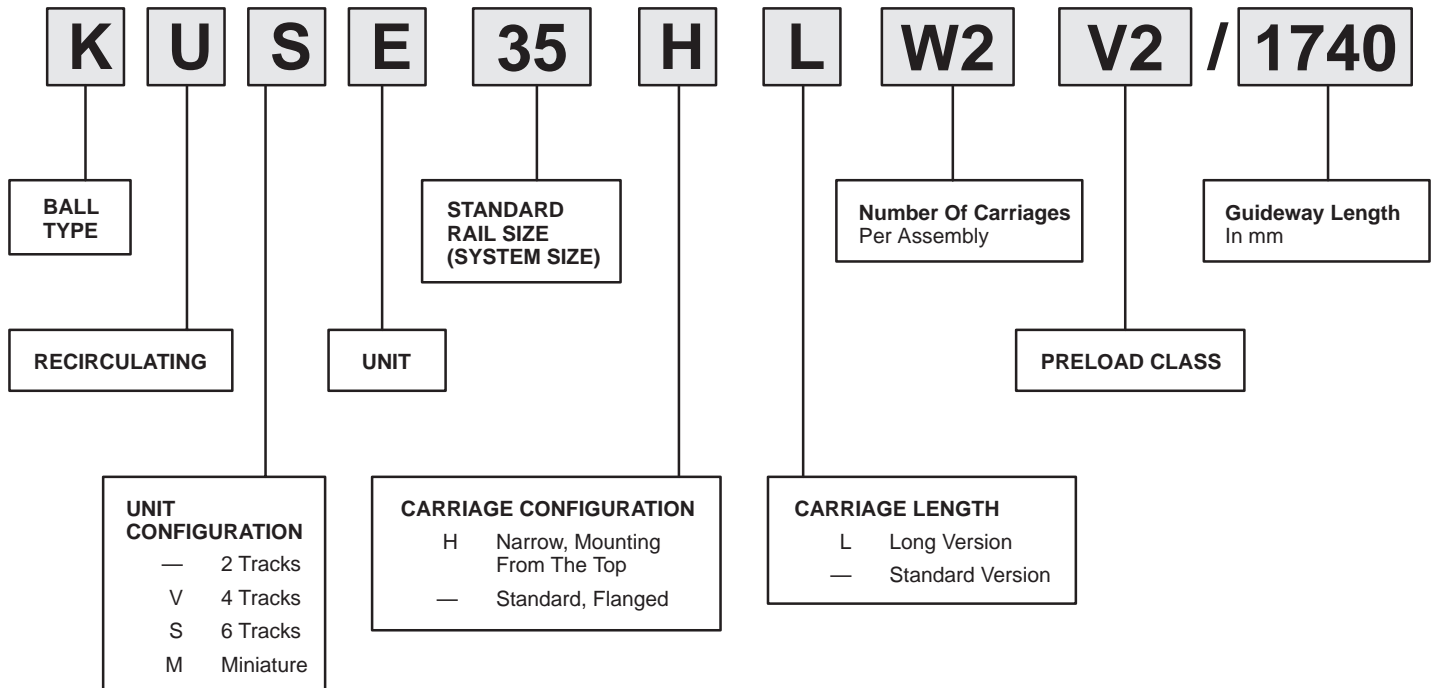 K U S E 35 H L W2 V2 / 1740
BALL
TYPE
STANDARD
RAIL SIZE
(SYSTEM SIZE)
Number Of Carriages
Per Assembly
Guideway Length
In mm
RECIRCULATING
UNIT
PRELOAD CLASS
UNIT
CONFIGURATION
— 2 Tracks
V 4 Tracks
S 6 Tracks
M Miniature
CARRIAGE CONFIGURATION
H Narrow, Mounting
From The Top
— Standard, Flanged
CARRIAGE LENGTH
L Long Version
— Standard Version